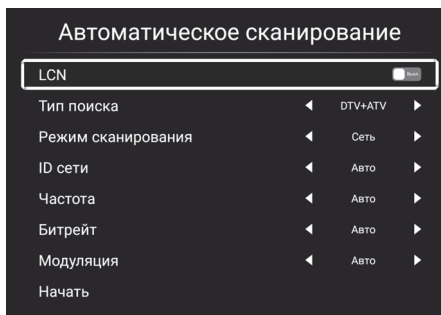 Автоматическое сканирование
LCN Выкл
Тип поиска DTV+ATV
Режим сканирования Сеть
ID сети Авто
Частота Авто
Битрейт Авто
Модуляция Авто
Начать